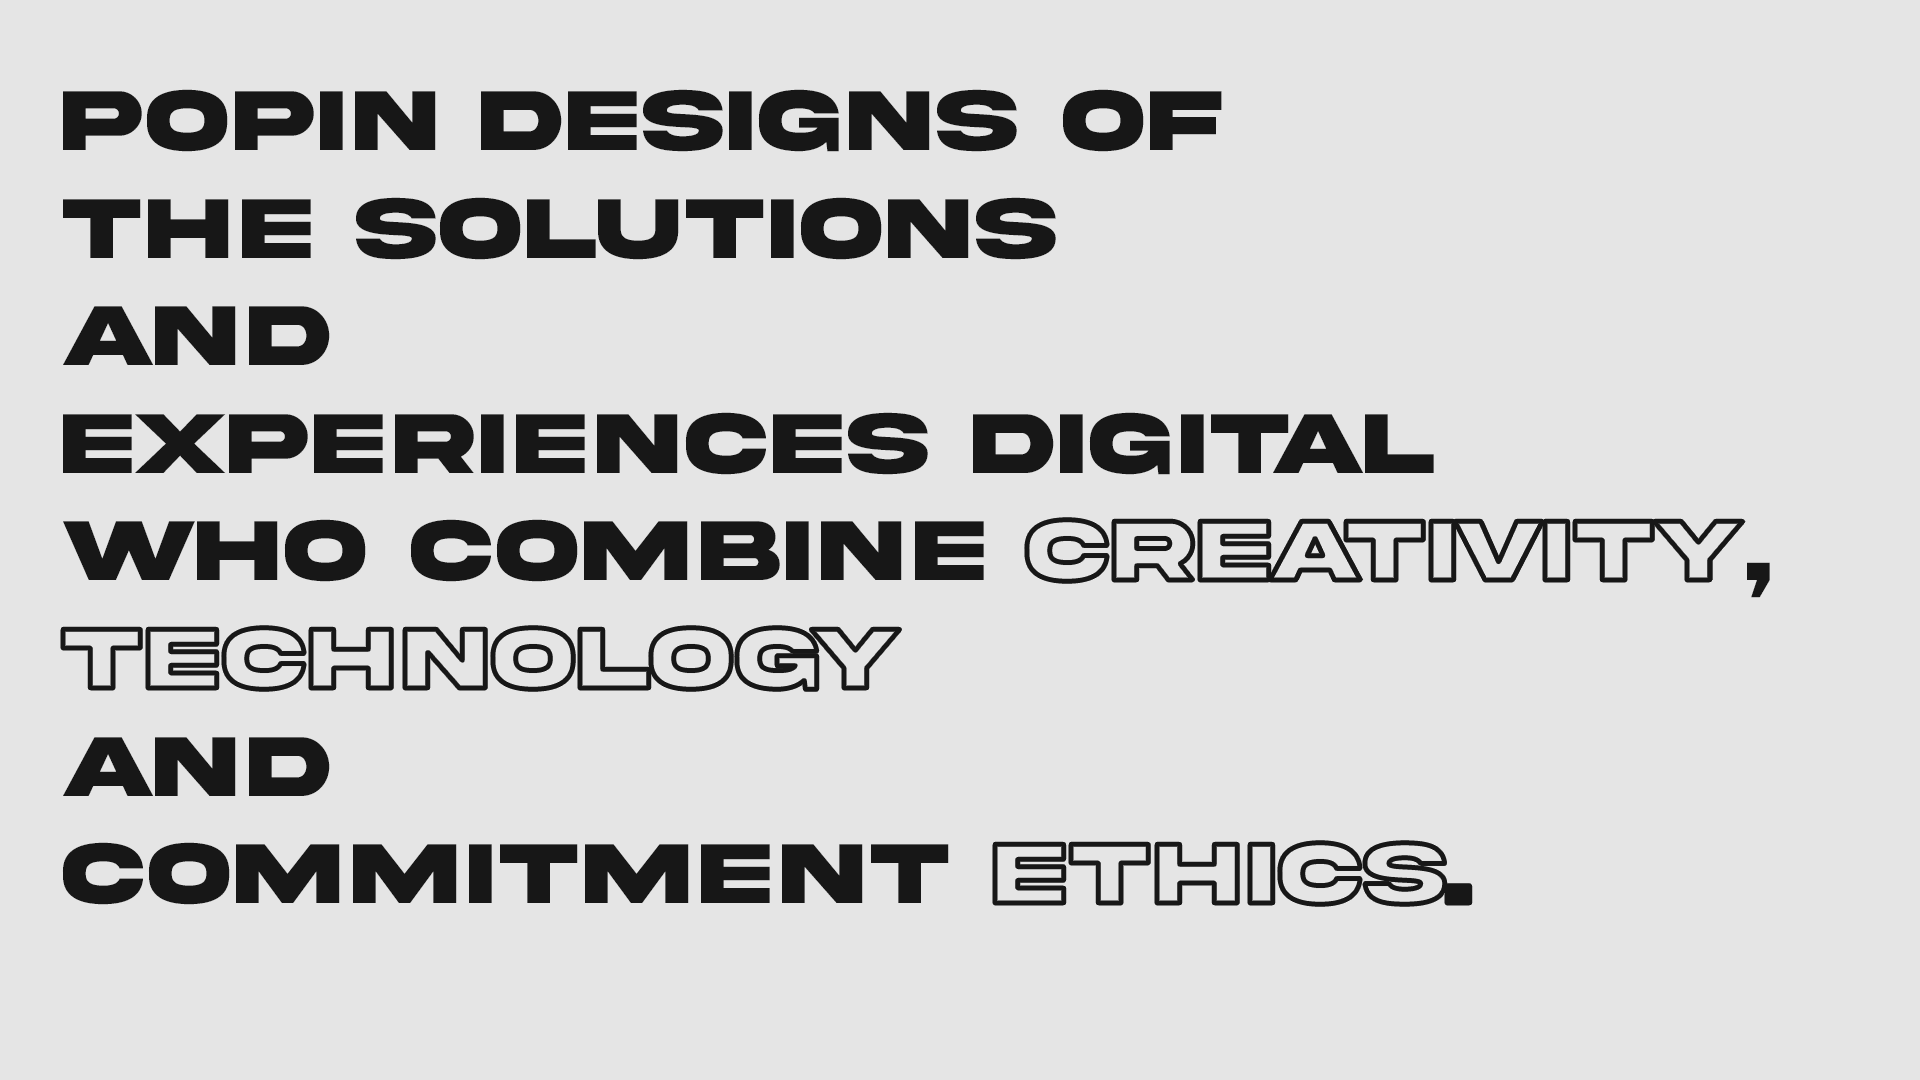 POPIN DESIGNS OF
THE SOLUTIONS
AND
EXPERIENCES DIGITAL
WHO COMBINE CREATIVITY,
TECHNOLOGY
AND
COMMITMENT ETHICS.